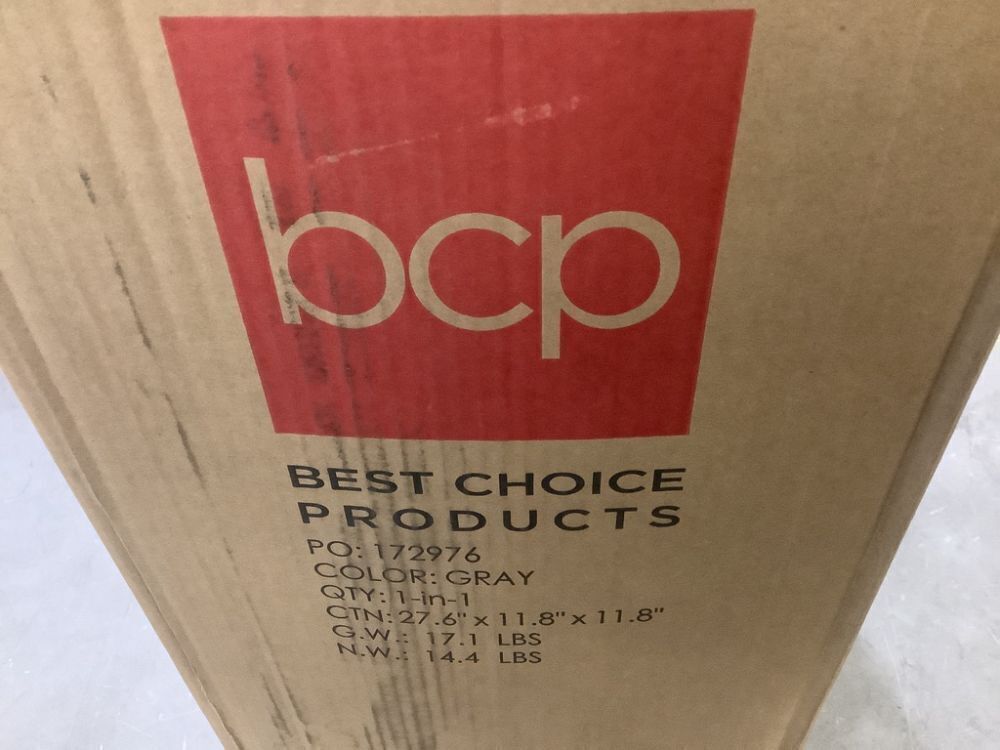 bcp
BEST CHOICE
PRODUCTS
PO: 172976
COLOR: GRAY
QTY: 1-in-1
CTN: 27.6" x 11.8" x 11.8"
G.W.: 17.1 LBS
N.W.: 14.4 LBS